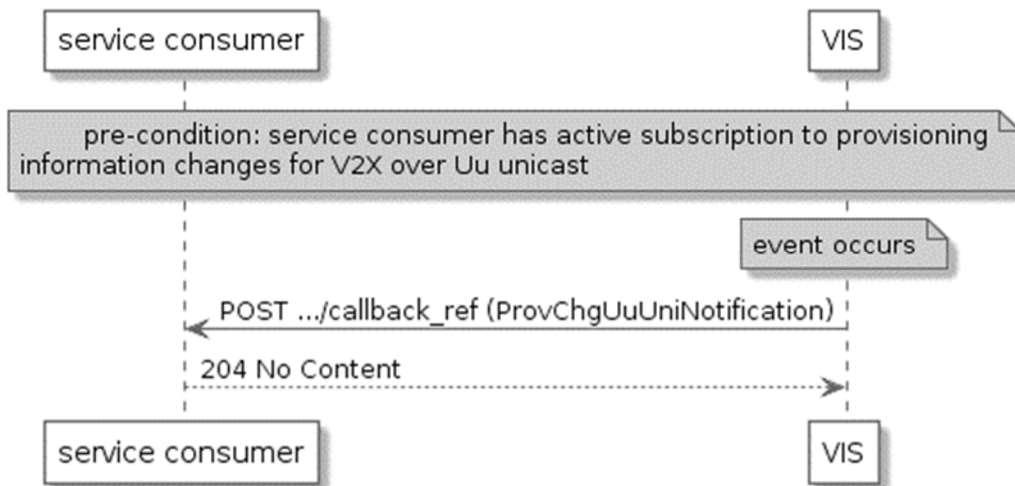 service consumer
VIS
pre-condition: service consumer has active subscription to provisioning
information changes for V2X over Uu unicast
event occurs
POST .../callback_ref (ProvChgUuUniNotification)
204 No Content
service consumer
VIS